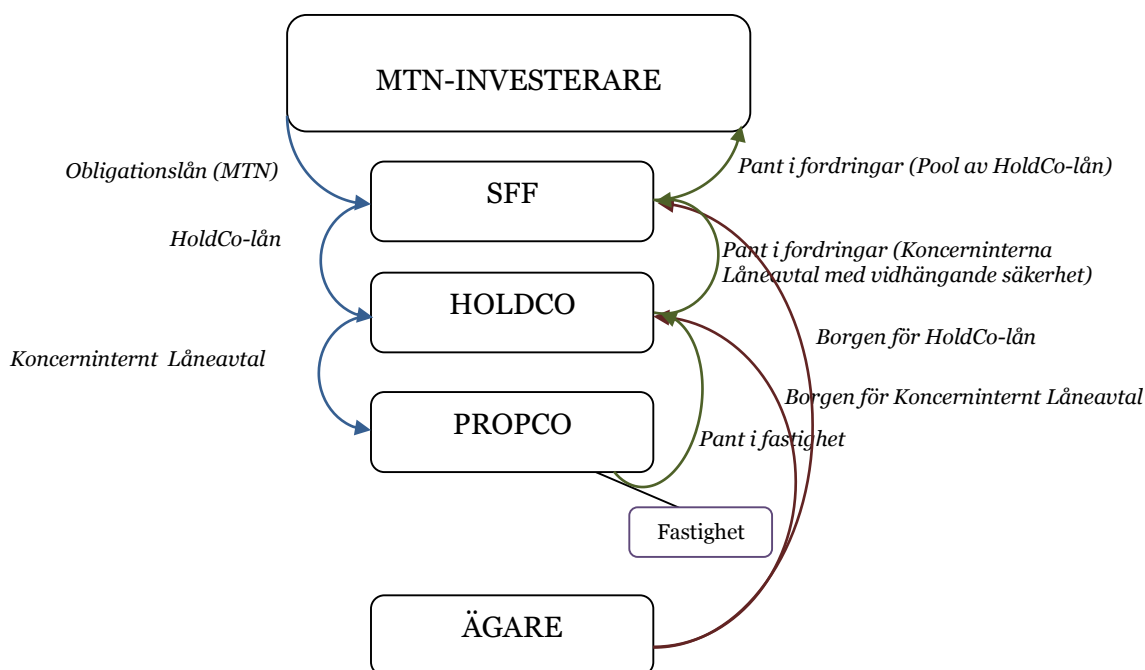 MTN-INVESTERARE
Obligationslån (MTN)
Pant i fordringar (Pool av HoldCo-lån)
SFF
HoldCo-lån
Pant i fordringar (Koncerninterna
Låneavtal med vidhängande säkerhet)
HOLDCO
Borgen för HoldCo-lån
Koncerninternt Låneavtal
Borgen för Koncerninternt Låneavtal
PROPCO
Pant i fastighet
Fastighet
ÄGARE